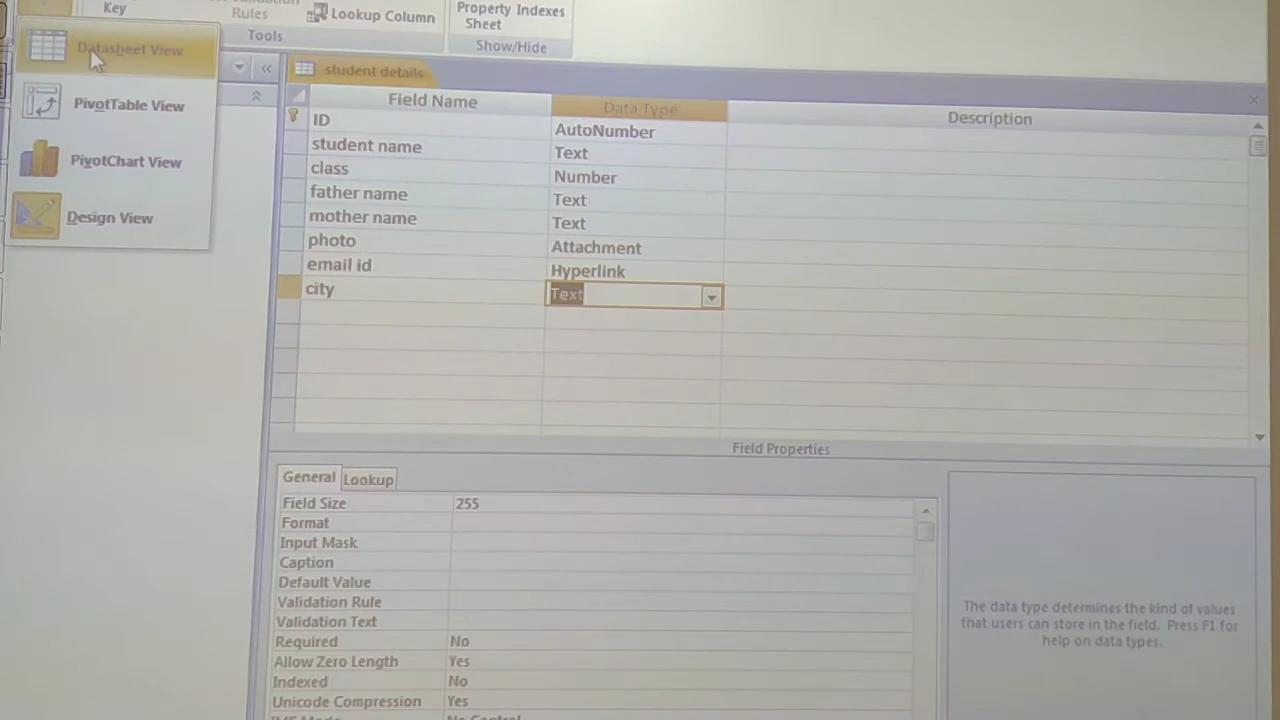 Key
Rules
Lookup Column
Property Indexes
Sheet
Tools
Show/Hide
Datasheet View
PivotTable View
PivotChart View
Design View
student details
Field Name Data Type Description
ID AutoNumber
student name Text
class Number
father name Text
mother name Text
photo Attachment
email id Hyperlink
city Text
Field Properties
General Lookup
Field Size 255
Format
Input Mask
Caption
Default Value
Validation Rule
Validation Text
Required No
Allow Zero Length Yes
Indexed No
Unicode Compression Yes
The data type determines the kind of values
that users can store in the field. Press F1 for
help on data types.